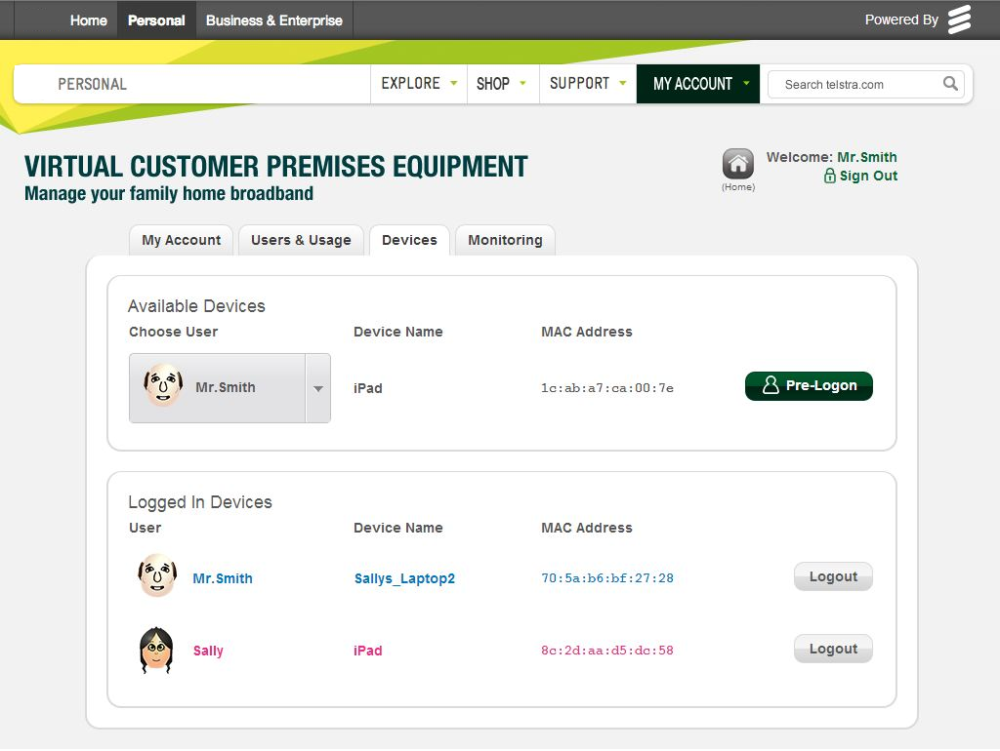 Home Personal Business & Enterprise Powered By
PERSONAL EXPLORE SHOP SUPPORT MY ACCOUNT Search telstra.com
VIRTUAL CUSTOMER PREMISES EQUIPMENT
Manage your family home broadband
(Home)
Welcome: Mr.Smith
Sign Out
My Account Users & Usage Devices Monitoring
Available Devices
Choose User Device Name MAC Address
Mr.Smith iPad 1c:ab:a7:ca:00:7e Pre-Logon
Logged In Devices
User Device Name MAC Address
Mr.Smith Sallys_Laptop2 70:5a:b6:bf:27:28 Logout
Sally iPad 8c:2d:aa:d5:dc:58 Logout